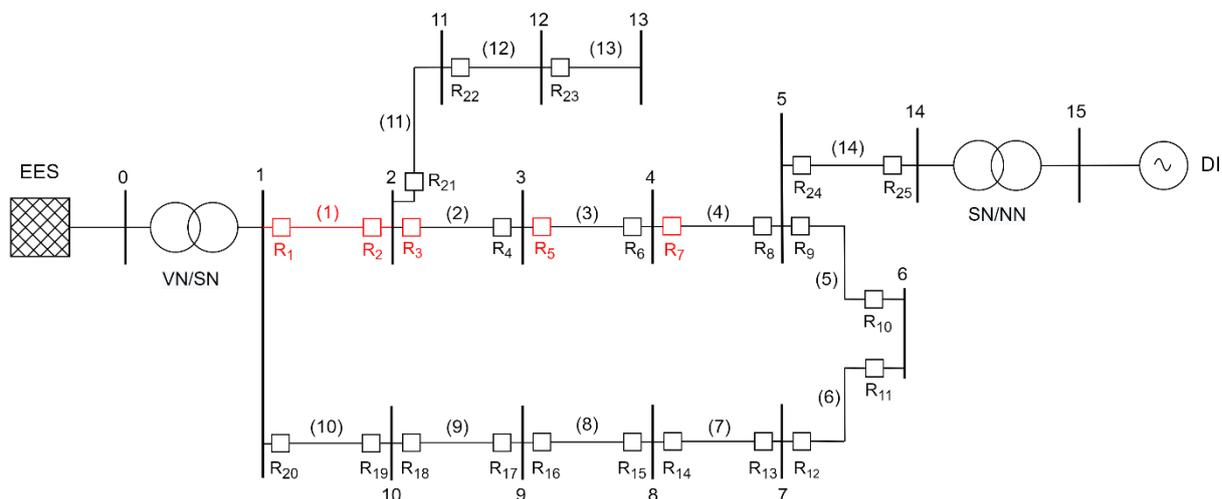 11 12 13
(12) (13)
R22 R23
(11)
5 14 15
(14)
EES
DI
0 1 2 R21 3 4
R24 R25
SN/NN
(1) (2) (3) (4)
R1 R2 R3 R4 R5 R6 R7 R8 R9
VN/SN
(5) 6
R10
R11
(6)
(10) (9) (8) (7)
R20 R19 R18 R17 R16 R15 R14 R13 R12
10 9 8 7